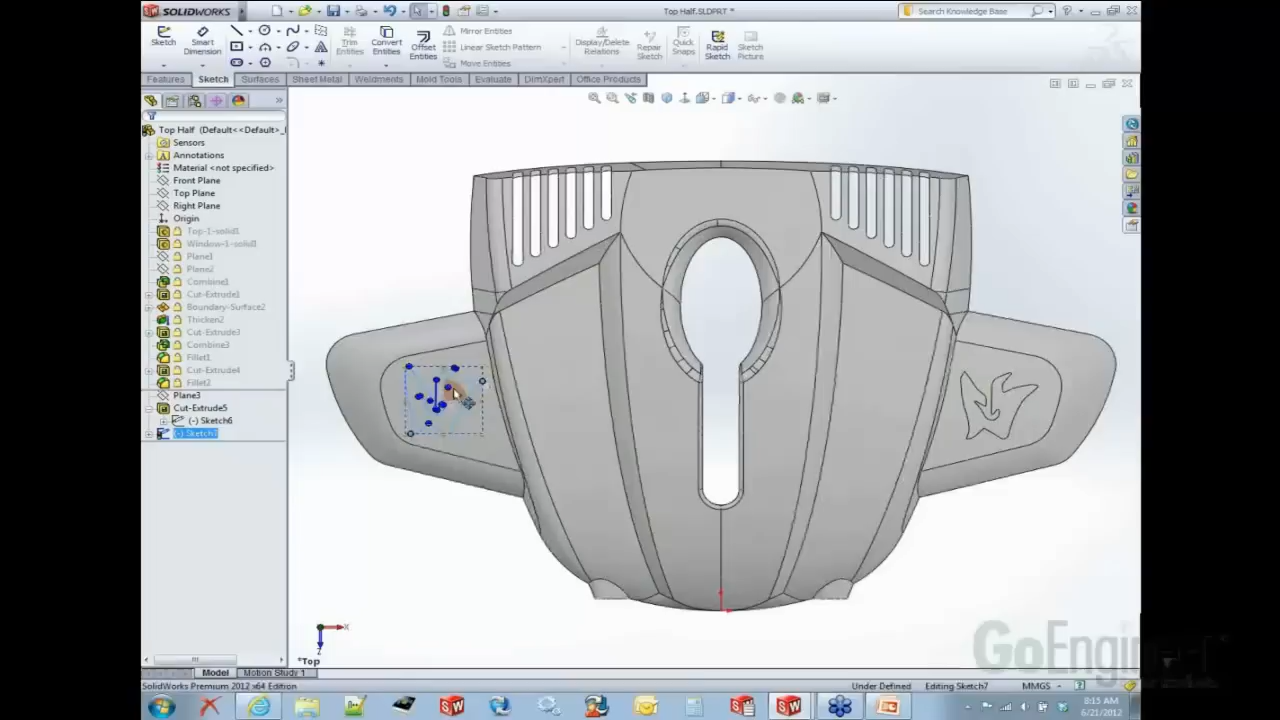 SOLIDWORKS
Top Half.SLDPRT *
Search Knowledge Base
Sketch
Smart Dimension
Trim Entities
Convert Entities
Offset Entities
Mirror Entities
Linear Sketch Pattern
Move Entities
Display/Delete Relations
Repair Sketch
Quick Snaps
Rapid Sketch
Sketch Picture
Features Sketch Surfaces Sheet Metal Weldments Mold Tools Evaluate DimXpert Office Products
Top Half (Default<<Default>_
Sensors
Annotations
Material <not specified>
Front Plane
Top Plane
Right Plane
Origin
Top-1-solid1
Window-1-solid1
Plane1
Plane2
Combine1
Cut-Extrude1
Boundary-Surface2
Thicken2
Cut-Extrude3
Combine3
Fillet1
Cut-Extrude4
Fillet2
Plane3
Cut-Extrude5
(-) Sketch6
(-) Sketch7
X
Z
*Top
GoEngineer
Model Motion Study 1
SolidWorks Premium 2012 x64 Edition
Under Defined Editing Sketch7 MMGS
8:15 AM
6/21/2012